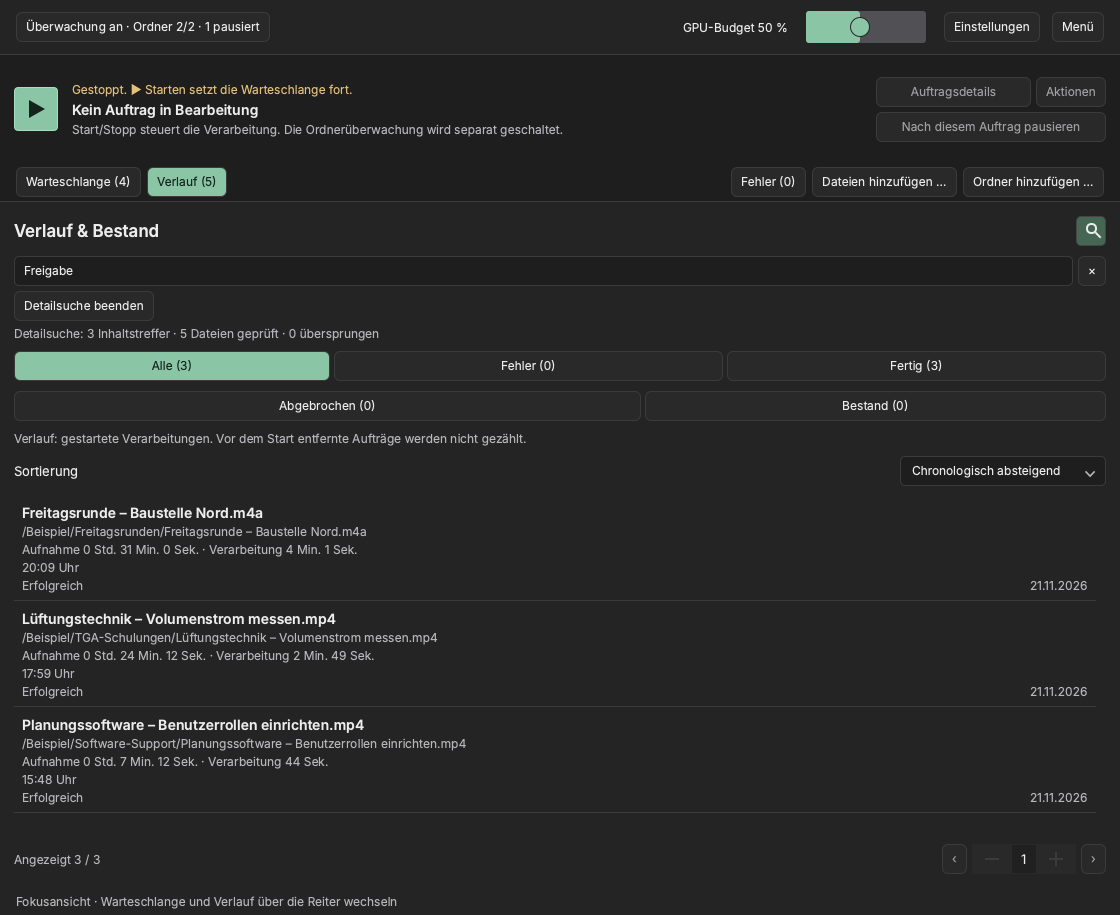 Überwachung an · Ordner 2/2 · 1 pausiert
GPU-Budget 50 %
Einstellungen
Menü
Gestoppt. ▶ Starten setzt die Warteschlange fort.
Kein Auftrag in Bearbeitung
Start/Stopp steuert die Verarbeitung. Die Ordnerüberwachung wird separat geschaltet.
Auftragsdetails
Aktionen
Nach diesem Auftrag pausieren
Warteschlange (4)
Verlauf (5)
Fehler (0)
Dateien hinzufügen ...
Ordner hinzufügen ...
Verlauf & Bestand
Freigabe
×
Detailsuche beenden
Detailsuche: 3 Inhaltstreffer · 5 Dateien geprüft · 0 übersprungen
Alle (3)
Fehler (0)
Fertig (3)
Abgebrochen (0)
Bestand (0)
Verlauf: gestartete Verarbeitungen. Vor dem Start entfernte Aufträge werden nicht gezählt.
Sortierung
Chronologisch absteigend
Freitagsrunde – Baustelle Nord.m4a
/Beispiel/Freitagsrunden/Freitagsrunde – Baustelle Nord.m4a
Aufnahme 0 Std. 31 Min. 0 Sek. · Verarbeitung 4 Min. 1 Sek.
20:09 Uhr
Erfolgreich
21.11.2026
Lüftungstechnik – Volumenstrom messen.mp4
/Beispiel/TGA-Schulungen/Lüftungstechnik – Volumenstrom messen.mp4
Aufnahme 0 Std. 24 Min. 12 Sek. · Verarbeitung 2 Min. 49 Sek.
17:59 Uhr
Erfolgreich
21.11.2026
Planungssoftware – Benutzerrollen einrichten.mp4
/Beispiel/Software-Support/Planungssoftware – Benutzerrollen einrichten.mp4
Aufnahme 0 Std. 7 Min. 12 Sek. · Verarbeitung 44 Sek.
15:48 Uhr
Erfolgreich
21.11.2026
Angezeigt 3 / 3
‹
1
›
Fokusansicht · Warteschlange und Verlauf über die Reiter wechseln